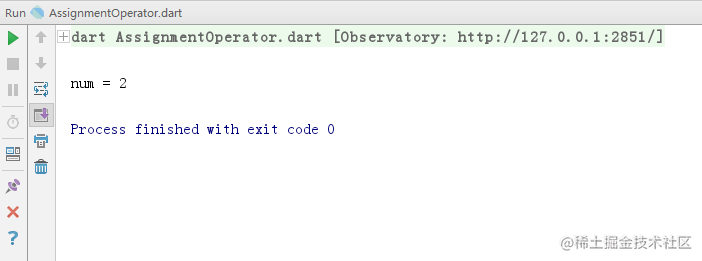 Run AssignmentOperator.dart
dart AssignmentOperator.dart [Observatory: http://127.0.0.1:2851/]
num = 2
Process finished with exit code 0
@稀土掘金技术社区